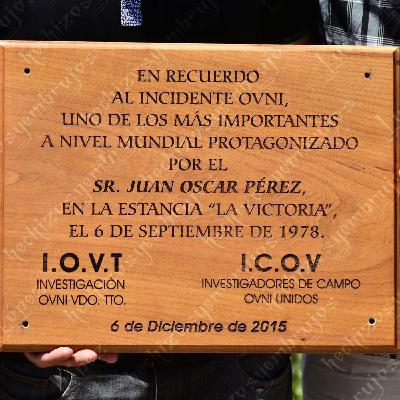 EN RECUERDO
AL INCIDENTE OVNI,
UNO DE LOS MÁS IMPORTANTES
A NIVEL MUNDIAL PROTAGONIZADO
POR EL
SR. JUAN OSCAR PÉREZ,
EN LA ESTANCIA "LA VICTORIA",
EL 6 DE SEPTIEMBRE DE 1978.
I.O.V.T
INVESTIGACIÓN
OVNI VDO. TTO.
I.C.O.V
INVESTIGADORES DE CAMPO
OVNI UNIDOS
6 de Diciembre de 2015